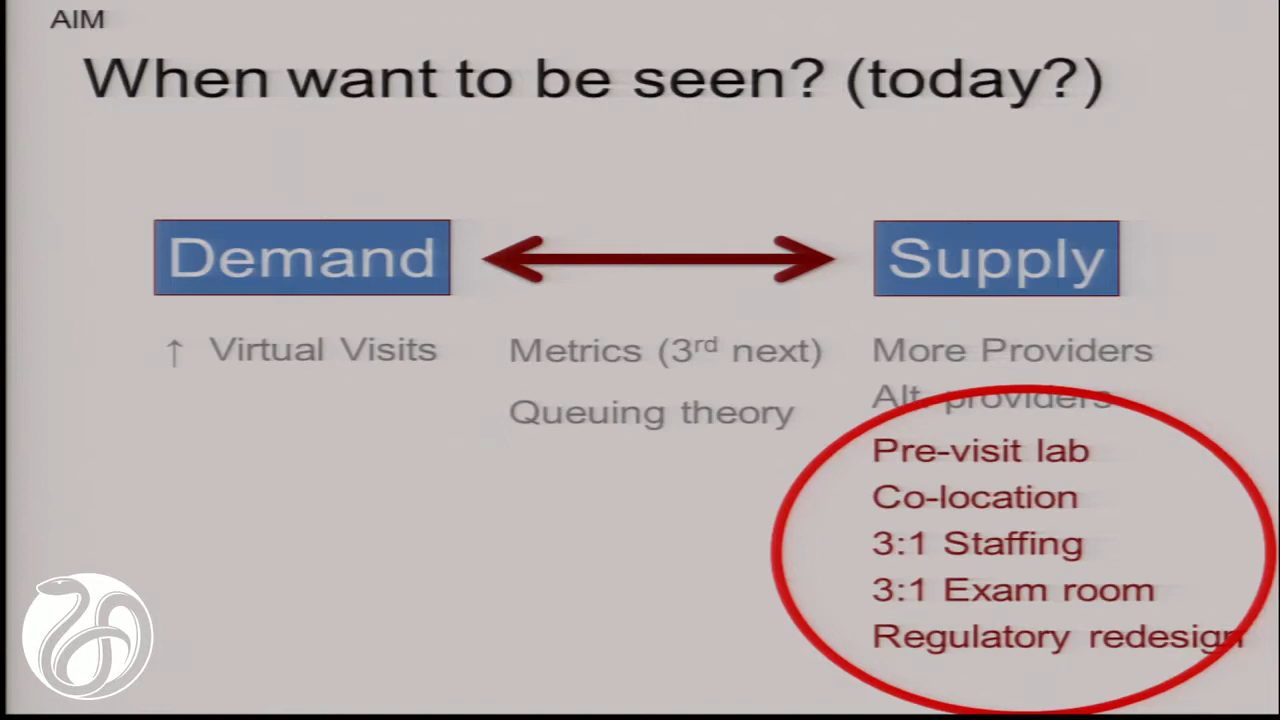 AIM
When want to be seen? (today?)
Demand
Supply
↑ Virtual Visits
Metrics (3rd next)
Queuing theory
More Providers
Alt. providers
Pre-visit lab
Co-location
3:1 Staffing
3:1 Exam room
Regulatory redesign